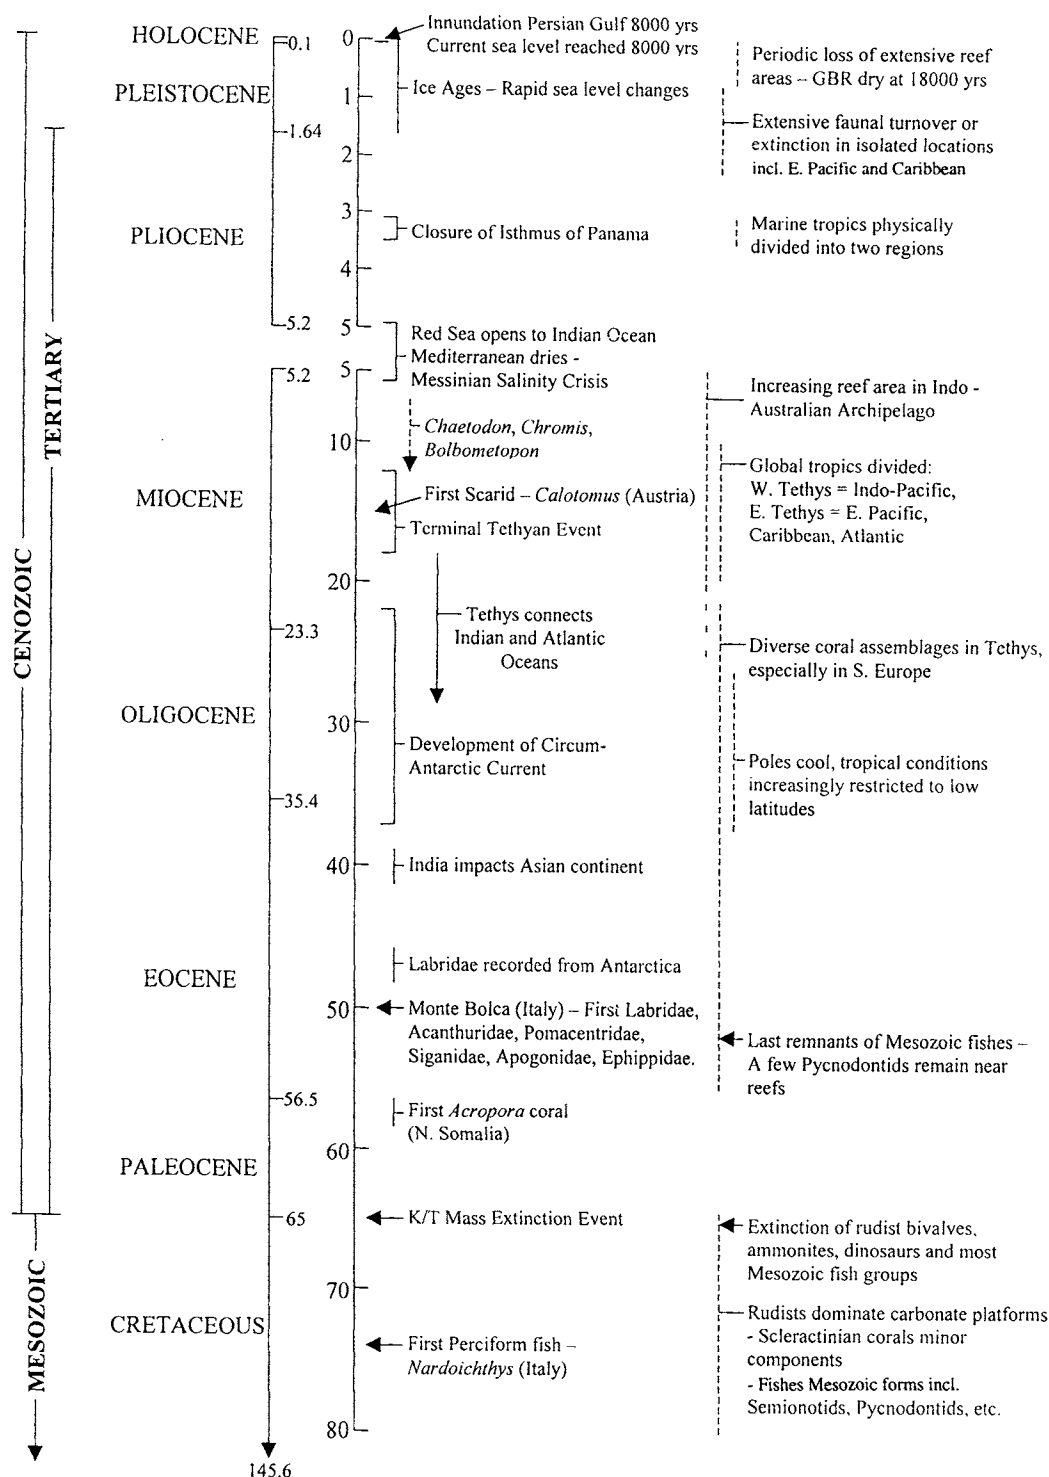 HOLOCENE
PLEISTOCENE
PLIOCENE
MIOCENE
OLIGOCENE
EOCENE
PALEOCENE
CRETACEOUS
CENOZOIC
TERTIARY
MESOZOIC
0.1
1.64
5.2
5.2
23.3
35.4
56.5
65
145.6
0
1
2
3
4
5
5
10
20
30
40
50
60
70
80
Innundation Persian Gulf 8000 yrs
Current sea level reached 8000 yrs
Ice Ages – Rapid sea level changes
Closure of Isthmus of Panama
Red Sea opens to Indian Ocean
Mediterranean dries -
Messinian Salinity Crisis
Chaetodon, Chromis,
Bolbometopon
First Scarid – Calotomus (Austria)
Terminal Tethyan Event
Tethys connects
Indian and Atlantic
Oceans
Development of Circum-
Antarctic Current
India impacts Asian continent
Labridae recorded from Antarctica
Monte Bolca (Italy) – First Labridae,
Acanthuridae, Pomacentridae,
Siganidae, Apogonidae, Ephippidae.
First Acropora coral
(N. Somalia)
K/T Mass Extinction Event
First Perciform fish –
Nardoichthys (Italy)
Periodic loss of extensive reef
areas – GBR dry at 18000 yrs
Extensive faunal turnover or
extinction in isolated locations
incl. E. Pacific and Caribbean
Marine tropics physically
divided into two regions
Increasing reef area in Indo -
Australian Archipelago
Global tropics divided:
W. Tethys = Indo-Pacific,
E. Tethys = E. Pacific,
Caribbean, Atlantic
Diverse coral assemblages in Tethys,
especially in S. Europe
Poles cool, tropical conditions
increasingly restricted to low
latitudes
Last remnants of Mesozoic fishes –
A few Pycnodontids remain near
reefs
Extinction of rudist bivalves,
ammonites, dinosaurs and most
Mesozoic fish groups
Rudists dominate carbonate platforms
- Scleractinian corals minor
components
- Fishes Mesozoic forms incl.
Semionotids, Pycnodontids, etc.